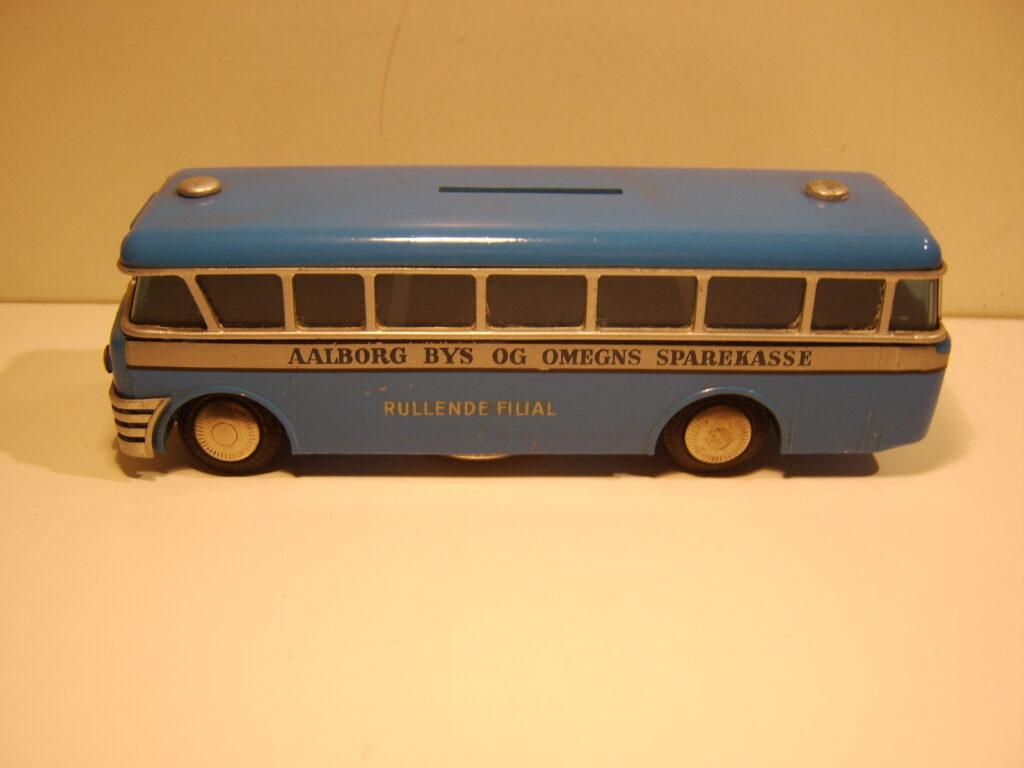 AALBORG BYS OG OMEGNS SPAREKASSE
RULLENDE FILIAL